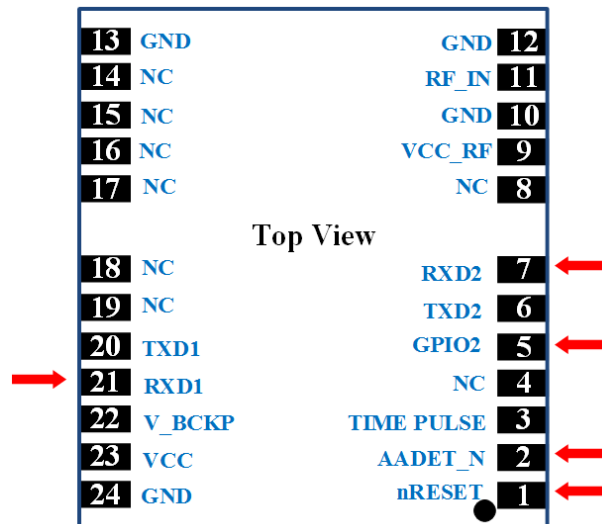 13 GND GND 12
14 NC RF_IN 11
15 NC GND 10
16 NC VCC_RF 9
17 NC NC 8
Top View
18 NC RXD2 7
19 NC TXD2 6
20 TXD1 GPIO2 5
21 RXD1 NC 4
22 V_BCKP TIME PULSE 3
23 VCC AADET_N 2
24 GND nRESET 1